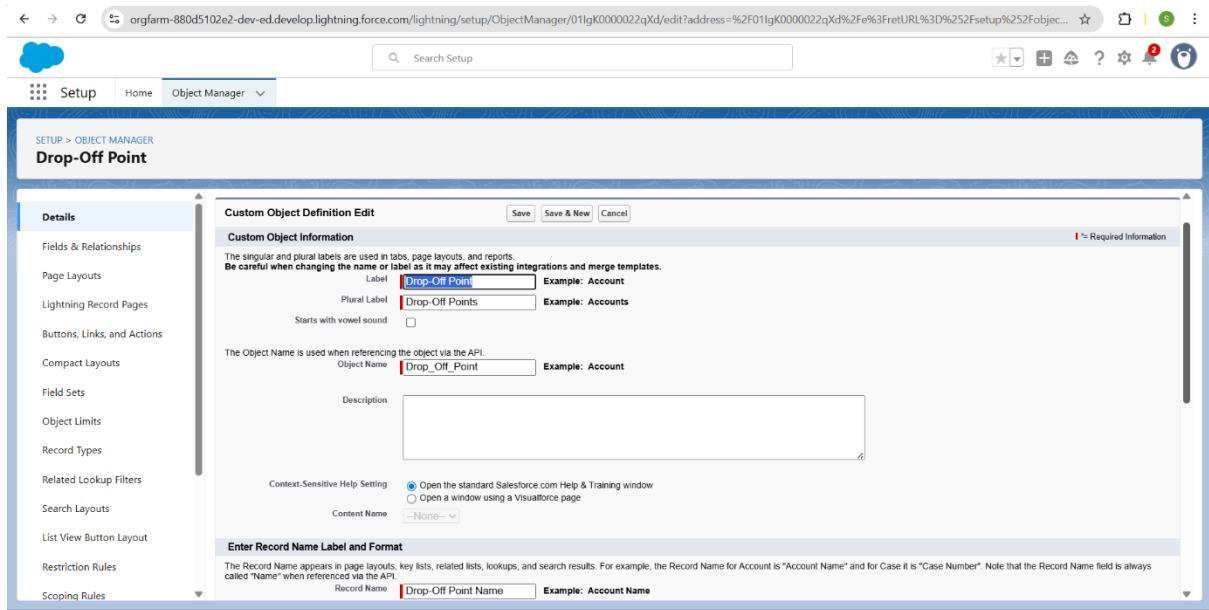 orgfarm-880d5102e2-dev-ed.develop.lightning.force.com/lightning/setup/ObjectManager/01IgK0000022qXd/edit?address=%2F01IgK0000022qXd%2Fe%3FretURL%3D%252Fsetup%252Fobjec...
S
Search Setup
2
Setup
Home
Object Manager
SETUP > OBJECT MANAGER
Drop-Off Point
Details
Fields & Relationships
Page Layouts
Lightning Record Pages
Buttons, Links, and Actions
Compact Layouts
Field Sets
Object Limits
Record Types
Related Lookup Filters
Search Layouts
List View Button Layout
Restriction Rules
Scoping Rules
Custom Object Definition Edit Save Save & New Cancel
Custom Object Information = Required Information
The singular and plural labels are used in tabs, page layouts, and reports.
Be careful when changing the name or label as it may affect existing integrations and merge templates.
Label Drop-Off Point Example: Account
Plural Label Drop-Off Points Example: Accounts
Starts with vowel sound
The Object Name is used when referencing the object via the API.
Object Name Drop_Off_Point Example: Account
Description
Context-Sensitive Help Setting Open the standard Salesforce.com Help & Training window
Open a window using a Visualforce page
Content Name --None--
Enter Record Name Label and Format
The Record Name appears in page layouts, key lists, related lists, lookups, and search results. For example, the Record Name for Account is "Account Name" and for Case it is "Case Number". Note that the Record Name field is always
called "Name" when referenced via the API.
Record Name Drop-Off Point Name Example: Account Name